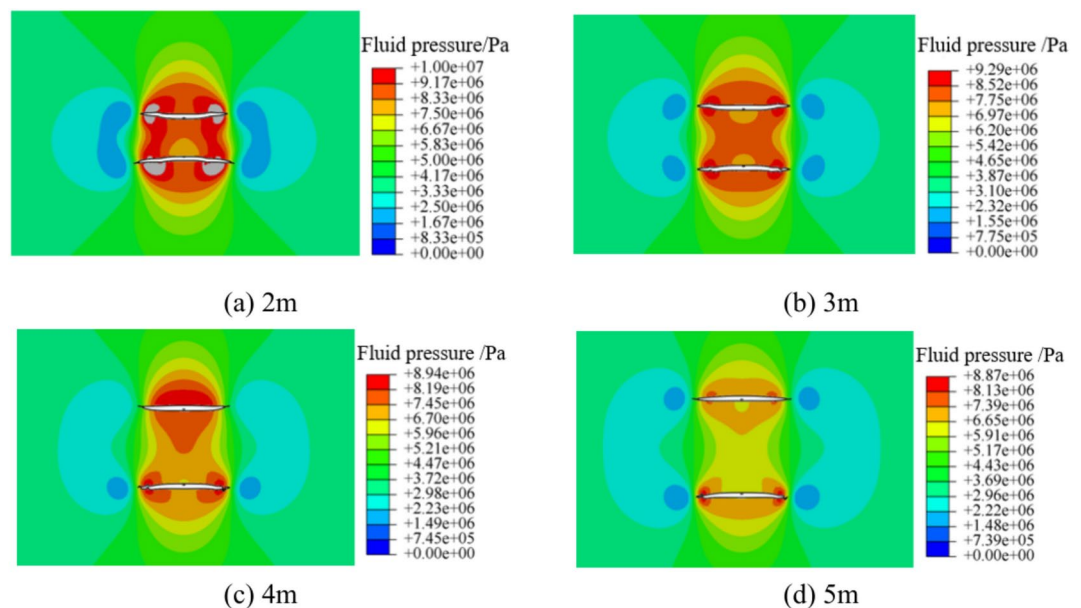 Fluid pressure/Pa
+1.00e+07
+9.17e+06
+8.33e+06
+7.50e+06
+6.67e+06
+5.83e+06
+5.00e+06
+4.17e+06
+3.33e+06
+2.50e+06
+1.67e+06
+8.33e+05
+0.00e+00
(a) 2m
Fluid pressure /Pa
+9.29e+06
+8.52e+06
+7.75e+06
+6.97e+06
+6.20e+06
+5.42e+06
+4.65e+06
+3.87e+06
+3.10e+06
+2.32e+06
+1.55e+06
+7.75e+05
+0.00e+00
(b) 3m
Fluid pressure /Pa
+8.94e+06
+8.19e+06
+7.45e+06
+6.70e+06
+5.96e+06
+5.21e+06
+4.47e+06
+3.72e+06
+2.98e+06
+2.23e+06
+1.49e+06
+7.45e+05
+0.00e+00
(c) 4m
Fluid pressure /Pa
+8.87e+06
+8.13e+06
+7.39e+06
+6.65e+06
+5.91e+06
+5.17e+06
+4.43e+06
+3.69e+06
+2.96e+06
+2.22e+06
+1.48e+06
+7.39e+05
+0.00e+00
(d) 5m